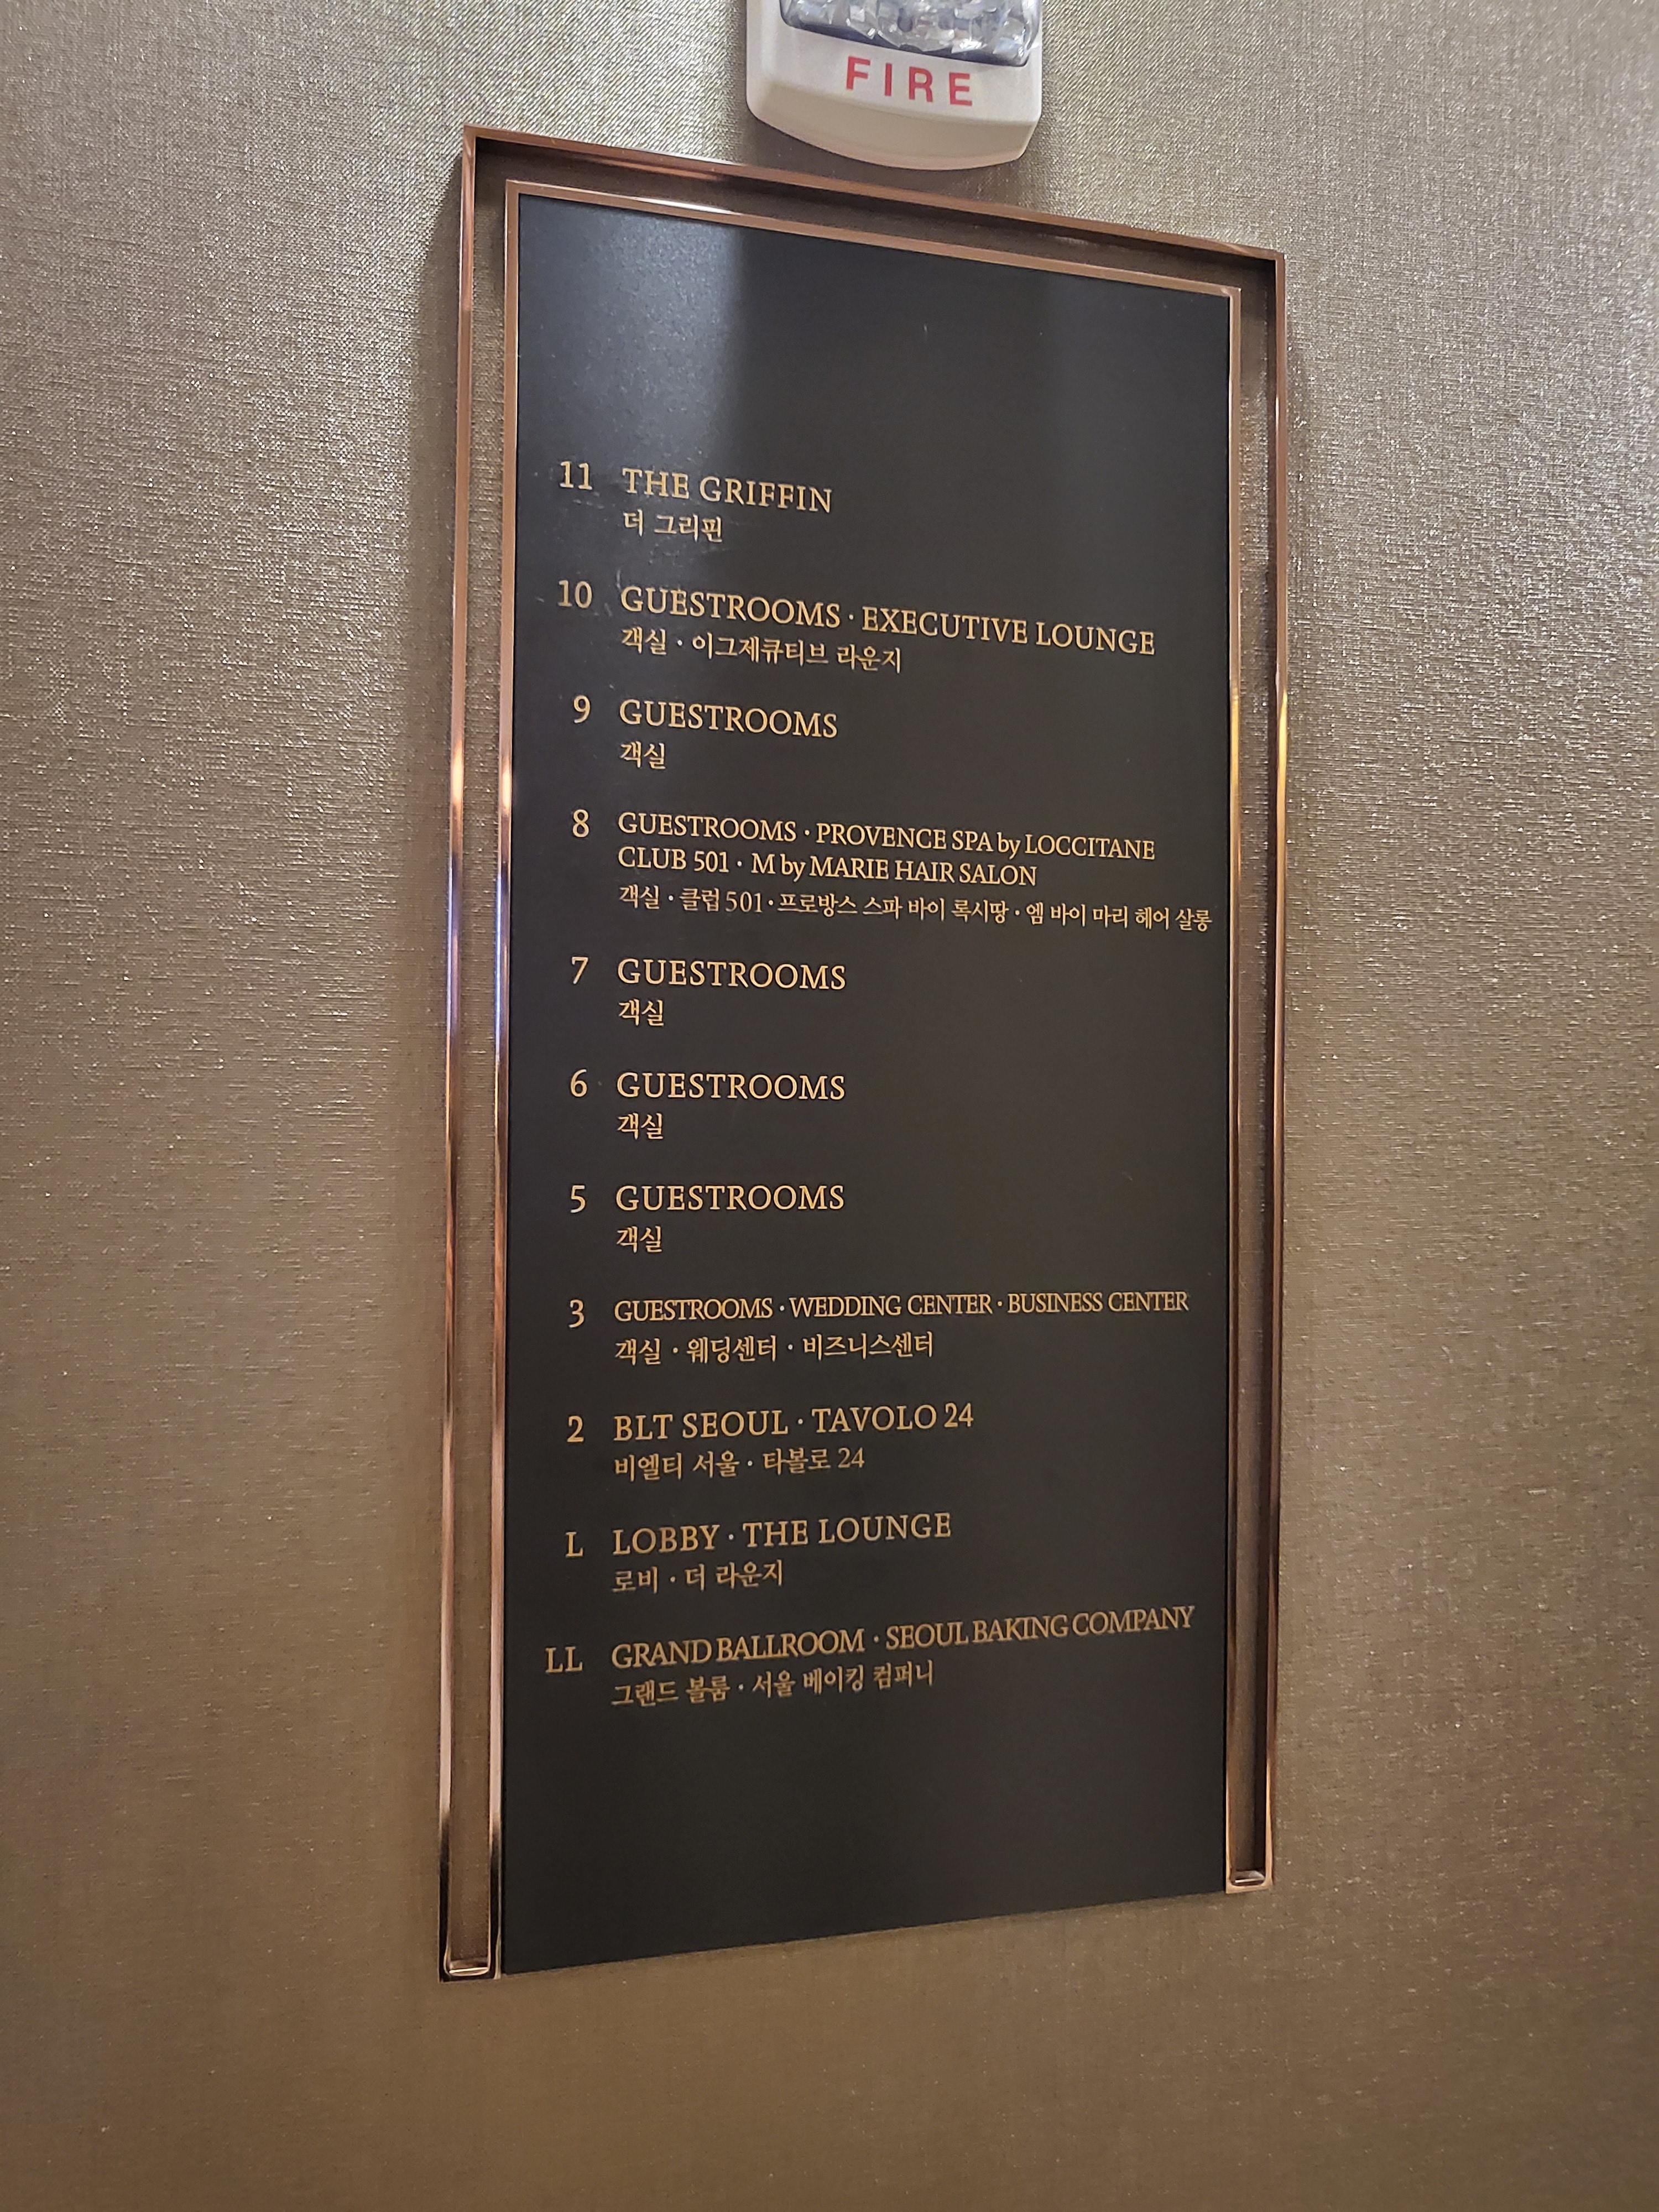 FIRE
11 THE GRIFFIN
더 그리핀
10 GUESTROOMS · EXECUTIVE LOUNGE
객실 · 이그제큐티브 라운지
9 GUESTROOMS
객실
8 GUESTROOMS · PROVENCE SPA by LOCCITANE
CLUB 501 · M by MARIE HAIR SALON
객실 · 클럽 501 · 프로방스 스파 바이 록시땅 · 엠 바이 마리 헤어 살롱
7 GUESTROOMS
객실
6 GUESTROOMS
객실
5 GUESTROOMS
객실
3 GUESTROOMS · WEDDING CENTER · BUSINESS CENTER
객실 · 웨딩센터 · 비즈니스센터
2 BLT SEOUL · TAVOLO 24
비엘티 서울 · 타볼로 24
L LOBBY · THE LOUNGE
로비 · 더 라운지
LL GRAND BALLROOM · SEOUL BAKING COMPANY
그랜드 볼룸 · 서울 베이킹 컴퍼니